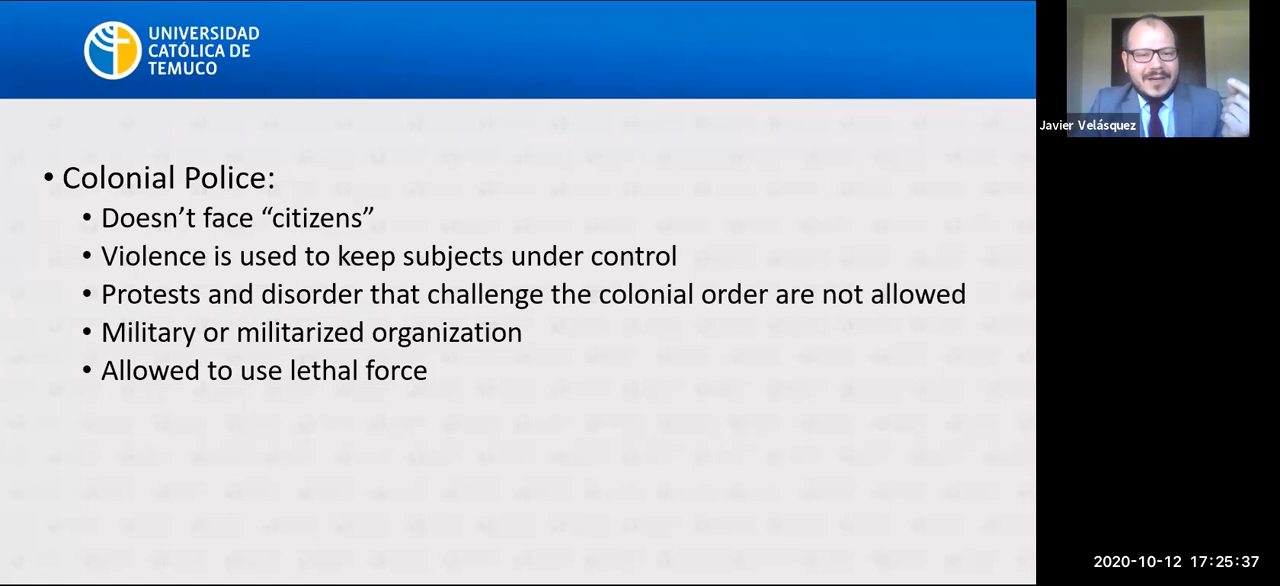 UNIVERSIDAD
CATÓLICA DE
TEMUCO
• Colonial Police:
• Doesn’t face “citizens”
• Violence is used to keep subjects under control
• Protests and disorder that challenge the colonial order are not allowed
• Military or militarized organization
• Allowed to use lethal force
Javier Velásquez
2020-10-12 17:25:37